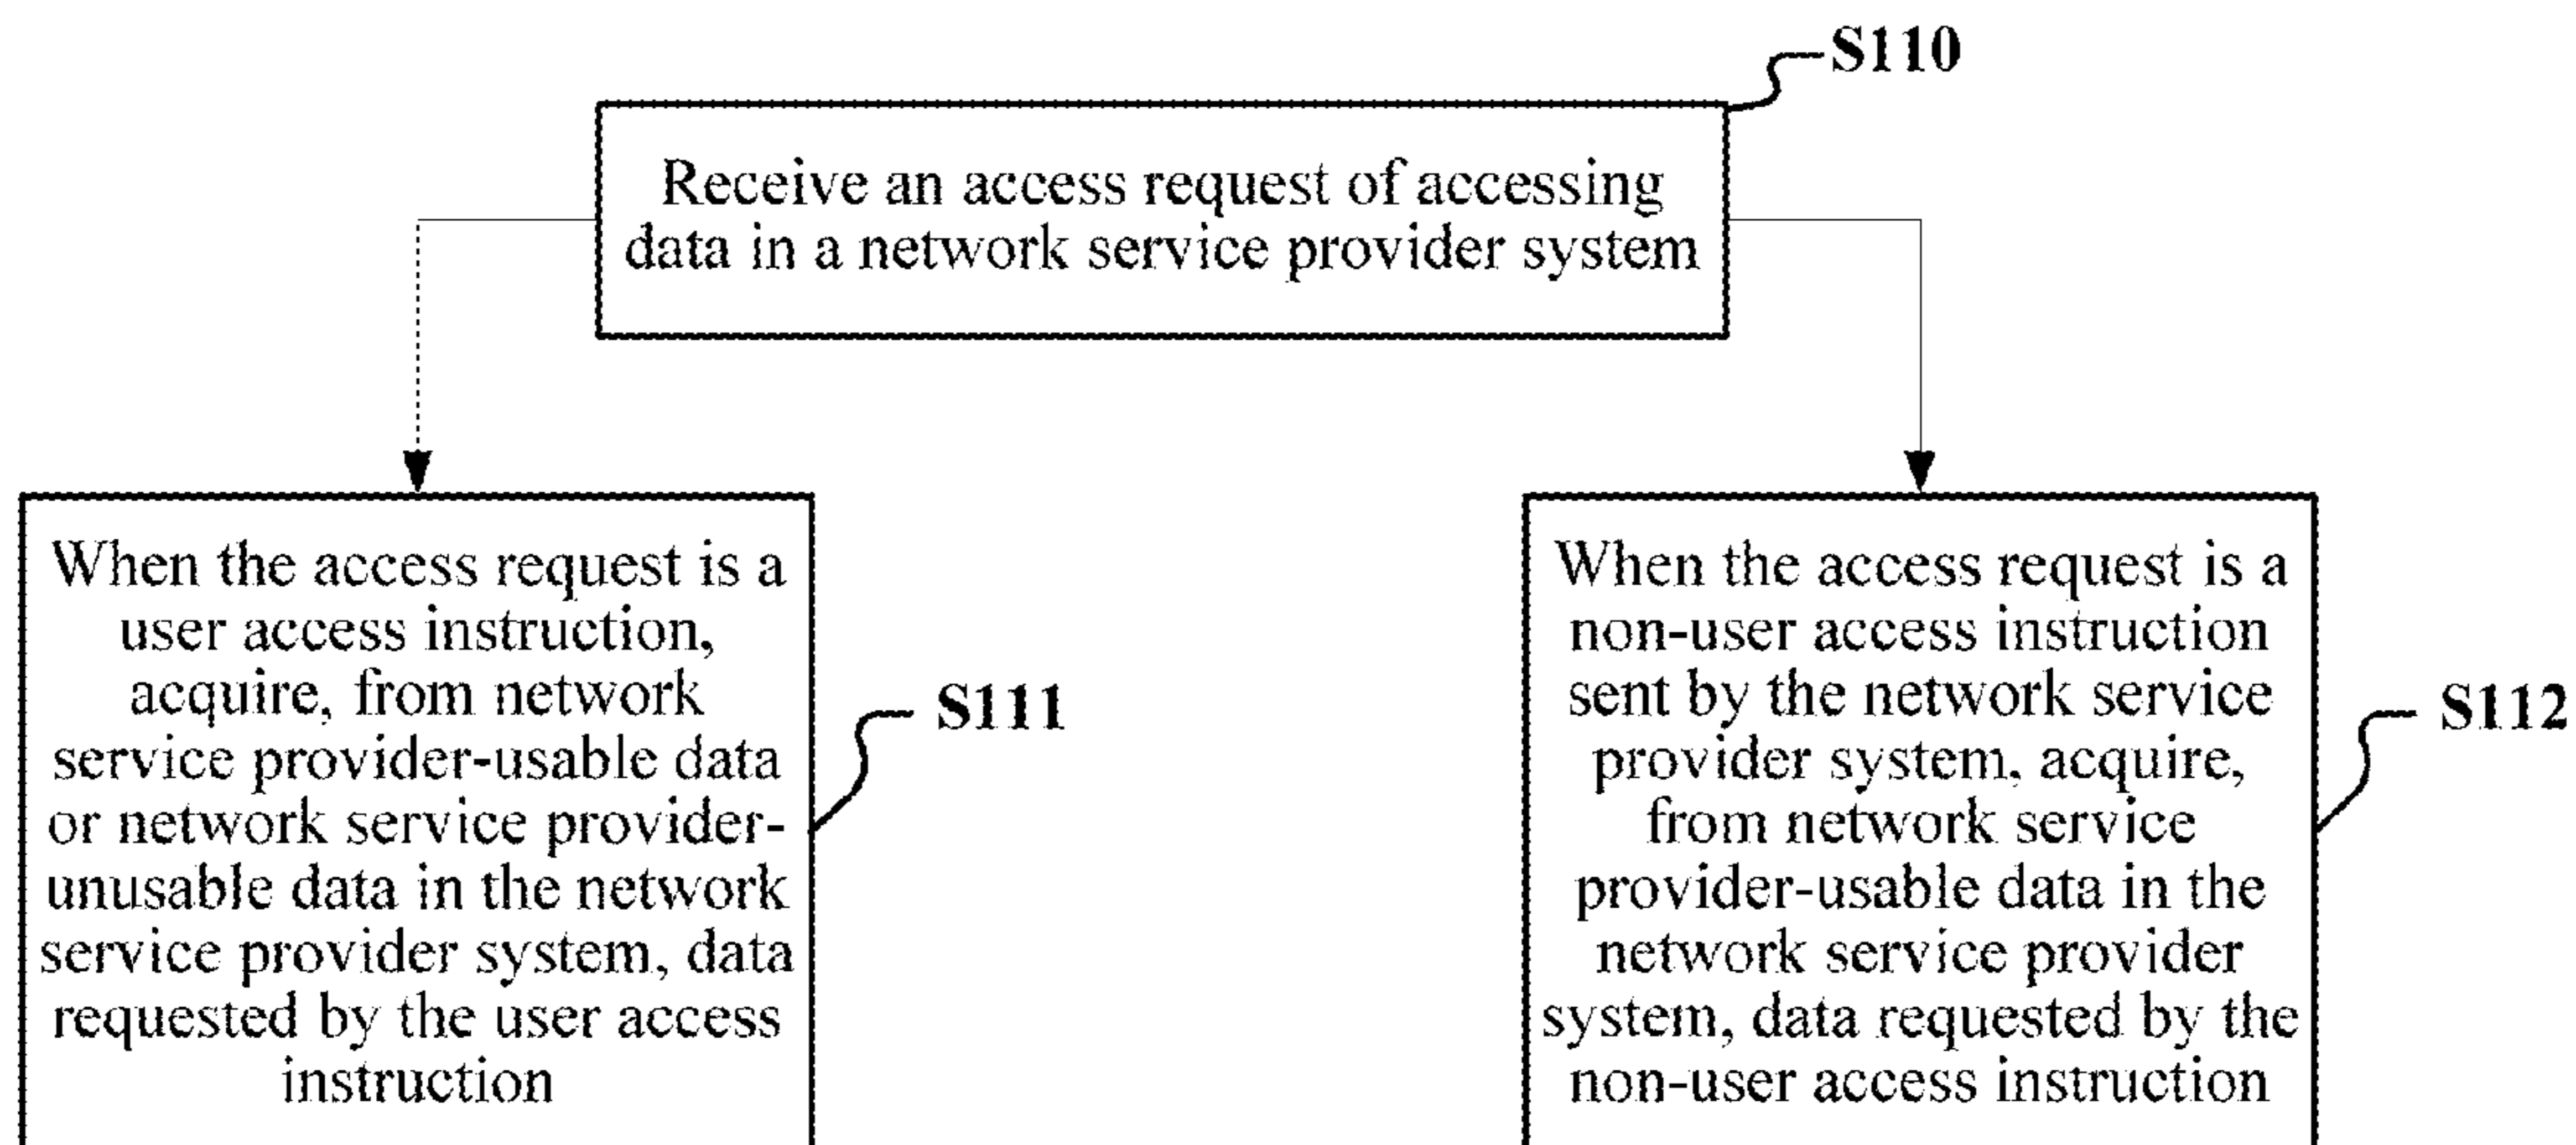 S110
Receive an access request of accessing
data in a network service provider system
When the access request is a
user access instruction,
acquire, from network
service provider-usable data
or network service provider-
unusable data in the network
service provider system, data
requested by the user access
instruction
S111
When the access request is a
non-user access instruction
sent by the network service
provider system, acquire,
from network service
provider-usable data in the
network service provider
system, data requested by the
non-user access instruction
S112